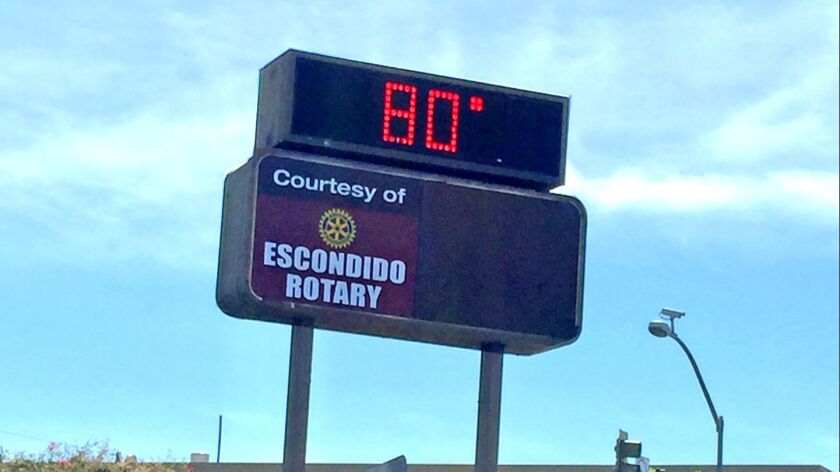 80°
Courtesy of
ESCONDIDO
ROTARY